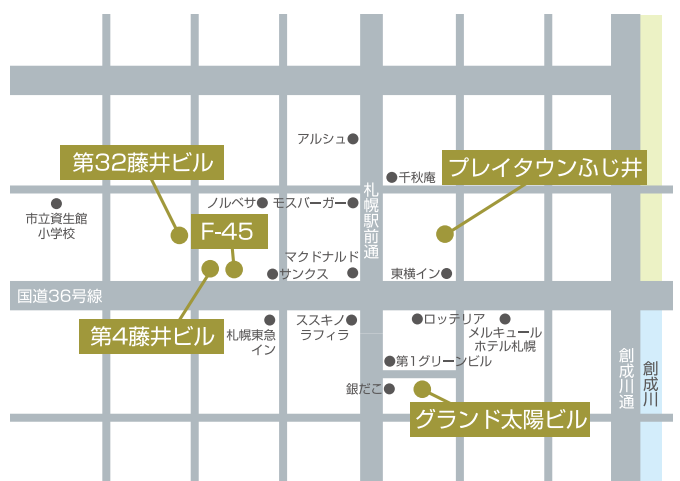 アルシュ
第32藤井ビル
プレイタウンふじ井
千秋庵
札幌駅前通
ノルベサ
モスバーガー
市立資生館
小学校
F-45
マクドナルド
サンクス
東横イン
国道36号線
第4藤井ビル
札幌東急
イン
ススキノ
ラフィラ
ロッテリア
メルキュール
ホテル札幌
第1グリーンビル
銀だこ
グランド太陽ビル
創成川通
創成川